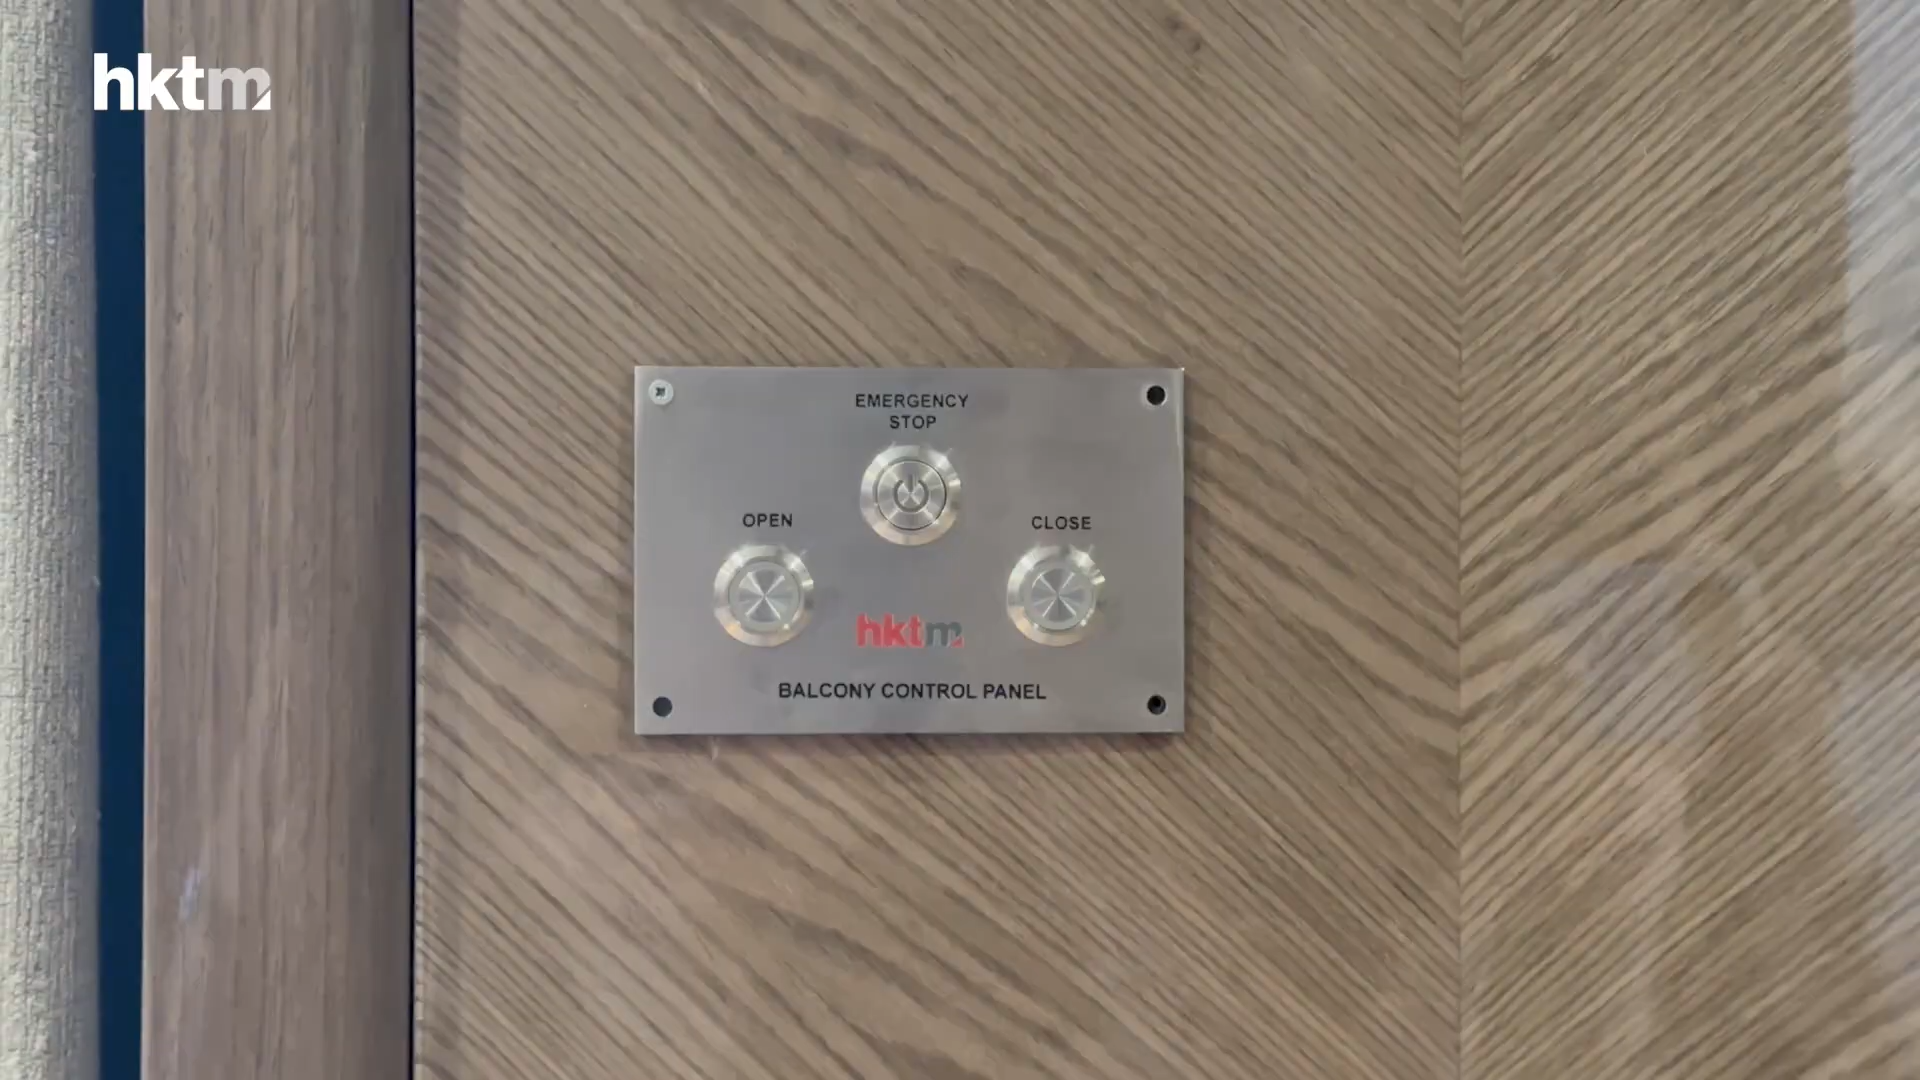 hktm
EMERGENCY
STOP
OPEN
CLOSE
hktm
BALCONY CONTROL PANEL